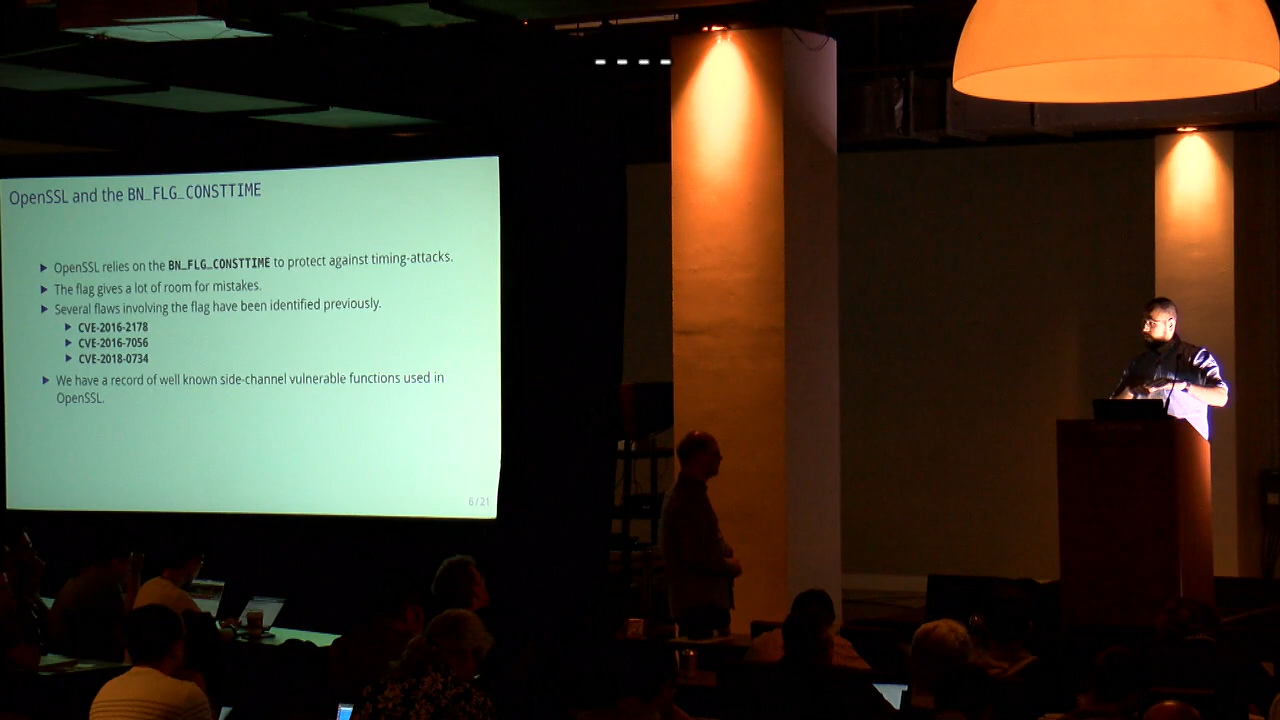 OpenSSL and the BN_FLG_CONSTTIME
▶ OpenSSL relies on the BN_FLG_CONSTTIME to protect against timing-attacks.
▶ The flag gives a lot of room for mistakes.
▶ Several flaws involving the flag have been identified previously.
▶ CVE-2016-2178
▶ CVE-2016-7056
▶ CVE-2018-0734
▶ We have a record of well known side-channel vulnerable functions used in
OpenSSL.
6/21